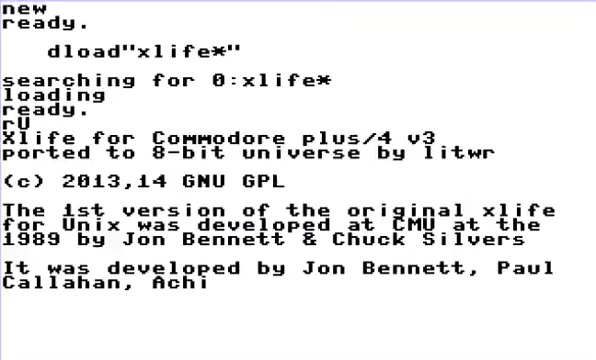 new
ready.
dload"xlife*"
searching for 0:xlife*
loading
ready.
rU
Xlife for Commodore plus/4 v3
ported to 8-bit universe by litwr
(c) 2013,14 GNU GPL
The 1st version of the original xlife
for Unix was developed at CMU at the
1989 by Jon Bennett & Chuck Silvers
It was developed by Jon Bennett, Paul
Callahan, Achi